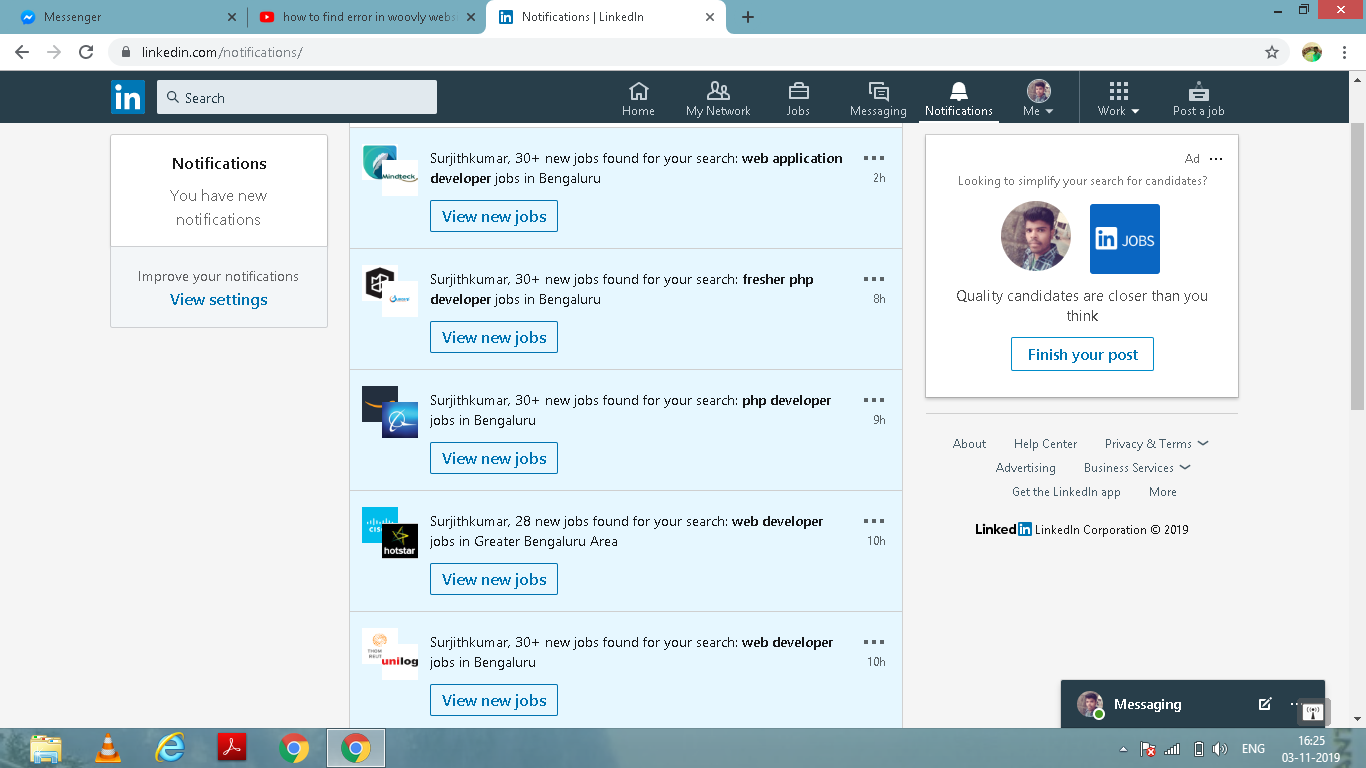 Messenger
how to find error in woovly webs
Notifications | LinkedIn
linkedin.com/notifications/
in
Search
Home
My Network
Jobs
Messaging
Notifications
Me
Work
Post a job
Notifications
You have new
notifications
Improve your notifications
View settings
Mindteck
Surjithkumar, 30+ new jobs found for your search: web application
developer jobs in Bengaluru
2h
View new jobs
Surjithkumar, 30+ new jobs found for your search: fresher php
developer jobs in Bengaluru
8h
View new jobs
Surjithkumar, 30+ new jobs found for your search: php developer
jobs in Bengaluru
9h
View new jobs
hotstar
Surjithkumar, 28 new jobs found for your search: web developer
jobs in Greater Bengaluru Area
10h
View new jobs
unilog
Surjithkumar, 30+ new jobs found for your search: web developer
jobs in Bengaluru
10h
View new jobs
Ad
Looking to simplify your search for candidates?
in JOBS
Quality candidates are closer than you
think
Finish your post
About Help Center Privacy & Terms
Advertising Business Services
Get the LinkedIn app More
Linkedin LinkedIn Corporation © 2019
Messaging
ENG
16:25
03-11-2019